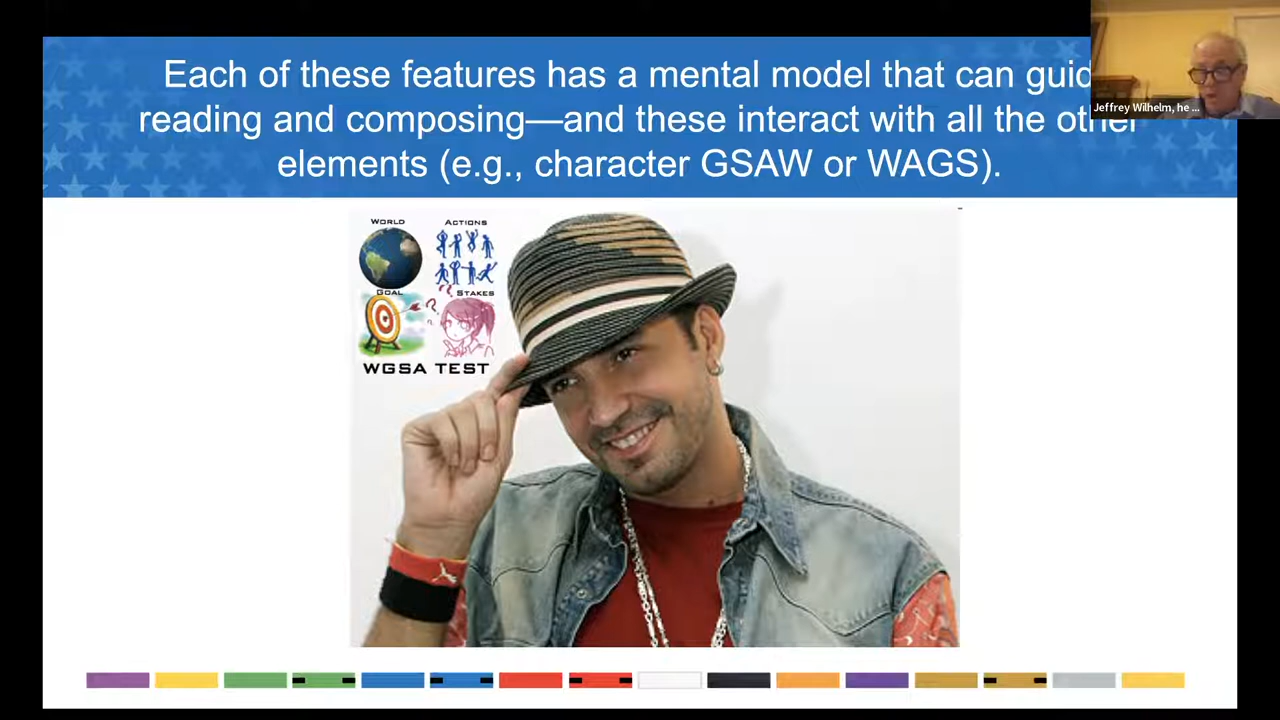 Each of these features has a mental model that can guid
reading and composing—and these interact with all the other
elements (e.g., character GSAW or WAGS).
Jeffrey Wilhelm, he ...
WORLD ACTIONS
GOAL STAKES
WGSA TEST